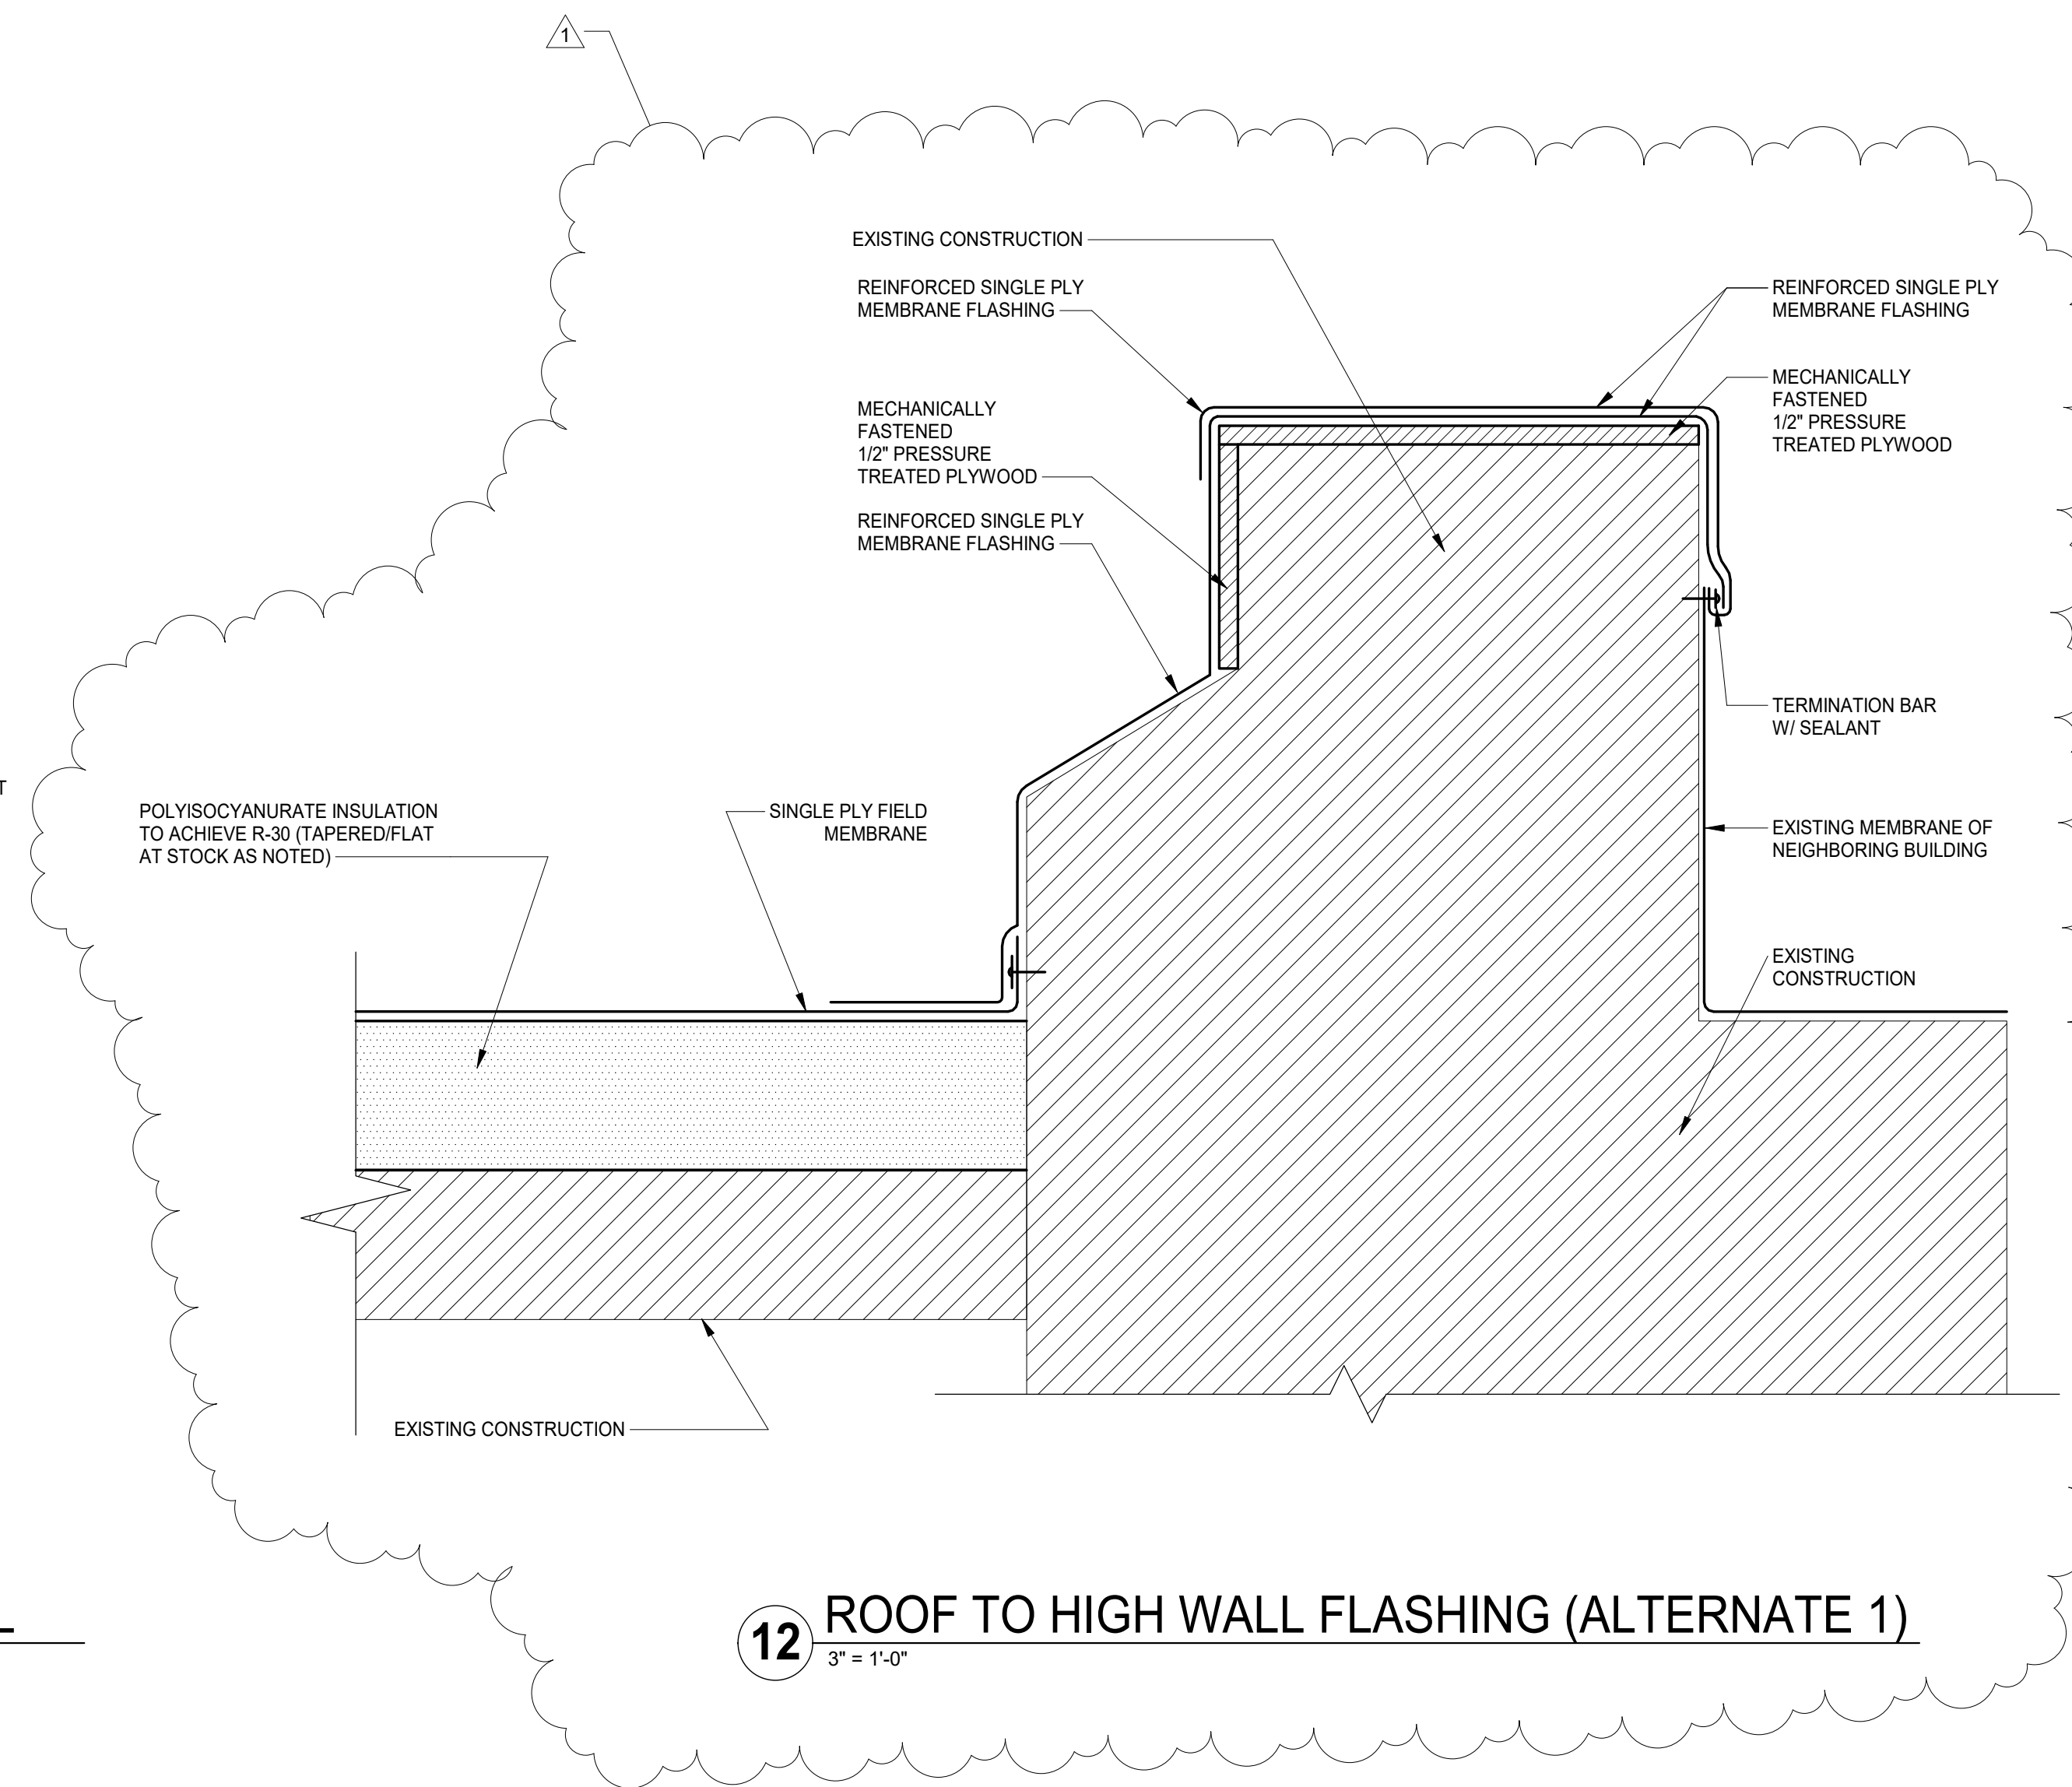 1
EXISTING CONSTRUCTION
REINFORCED SINGLE PLY
MEMBRANE FLASHING
REINFORCED SINGLE PLY
MEMBRANE FLASHING
MECHANICALLY
FASTENED
1/2" PRESSURE
TREATED PLYWOOD
MECHANICALLY
FASTENED
1/2" PRESSURE
TREATED PLYWOOD
REINFORCED SINGLE PLY
MEMBRANE FLASHING
TERMINATION BAR
W/ SEALANT
T
POLYISOCYANURATE INSULATION
TO ACHIEVE R-30 (TAPERED/FLAT
AT STOCK AS NOTED)
SINGLE PLY FIELD
MEMBRANE
EXISTING MEMBRANE OF
NEIGHBORING BUILDING
EXISTING
CONSTRUCTION
EXISTING CONSTRUCTION
12
ROOF TO HIGH WALL FLASHING (ALTERNATE 1)
3" = 1'-0"